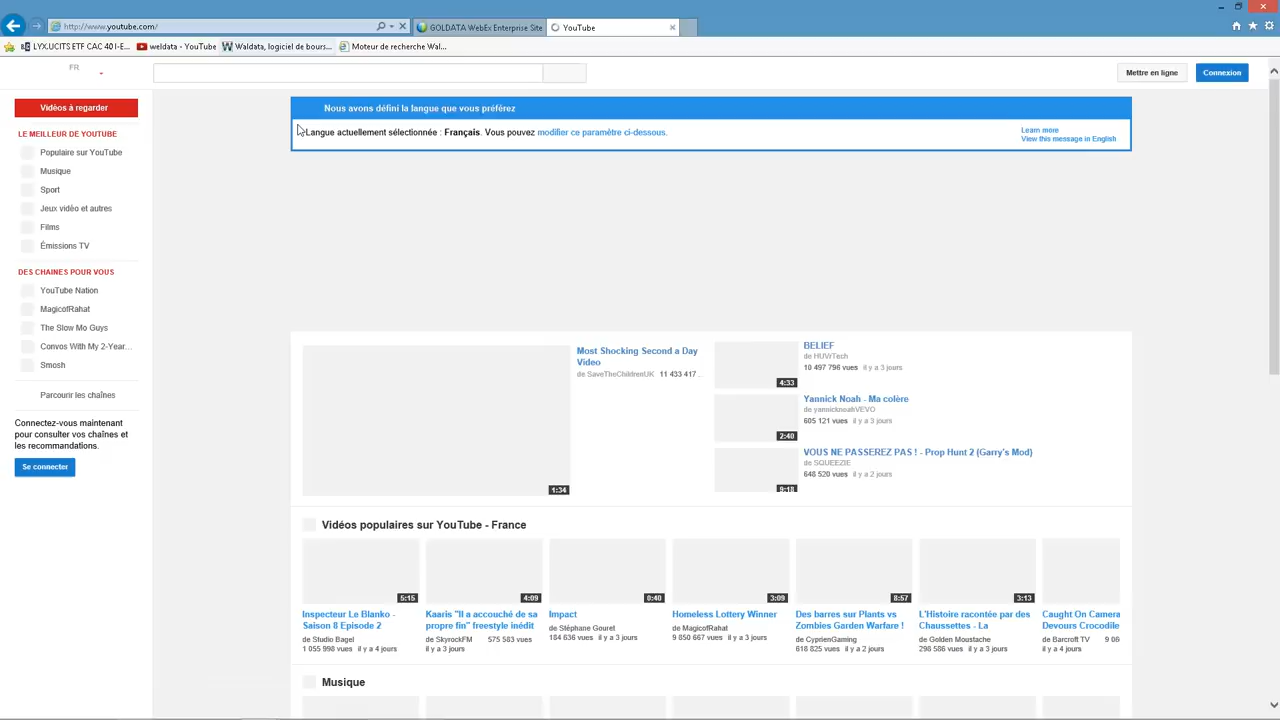 http://www.youtube.com/
GOLDATA WebEx Enterprise Site
YouTube
LYX.UCITS ETF CAC 40 I-E...
weldata - YouTube
Waldata, logiciel de bours...
Moteur de recherche Wal...
FR
Mettre en ligne
Connexion
Vidéos à regarder
LE MEILLEUR DE YOUTUBE
Populaire sur YouTube
Musique
Sport
Jeux vidéo et autres
Films
Émissions TV
DES CHAINES POUR VOUS
YouTube Nation
MagicofRahat
The Slow Mo Guys
Convos With My 2-Year...
Smosh
Parcourir les chaînes
Connectez-vous maintenant
pour consulter vos chaînes et
les recommandations.
Se connecter
Nous avons défini la langue que vous préférez
Langue actuellement sélectionnée : Français. Vous pouvez modifier ce paramètre ci-dessous.
Learn more
View this message in English
1:34
Most Shocking Second a Day
Video
de SaveTheChildrenUK 11 433 417...
4:33
BELIEF
de HUWTech
10 497 796 vues il y a 3 jours
2:40
Yannick Noah - Ma colère
de yannicknoahVEVO
605 121 vues il y a 3 jours
9:18
VOUS NE PASSEREZ PAS ! - Prop Hunt 2 (Garry's Mod)
de SQUEEZIE
648 520 vues il y a 2 jours
Vidéos populaires sur YouTube - France
5:15
Inspecteur Le Blanko -
Saison 8 Episode 2
de Studio Bagel
1 055 998 vues il y a 4 jours
4:09
Kaaris "Il a accouché de sa
propre fin" freestyle inédit
de SkyrockFM 575 583 vues
il y a 3 jours
0:40
Impact
de Stéphane Gouret
184 636 vues il y a 3 jours
3:09
Homeless Lottery Winner
de MagicofRahat
9 850 667 vues il y a 3 jours
8:57
Des barres sur Plants vs
Zombies Garden Warfare !
de CyprienGaming
618 825 vues il y a 2 jours
3:13
L'Histoire racontée par des
Chaussettes - La
de Golden Moustache
298 586 vues il y a 3 jours
Caught On Camera
Devours Crocodile
de Barcroft TV 9 08
il y a 4 jours
Musique